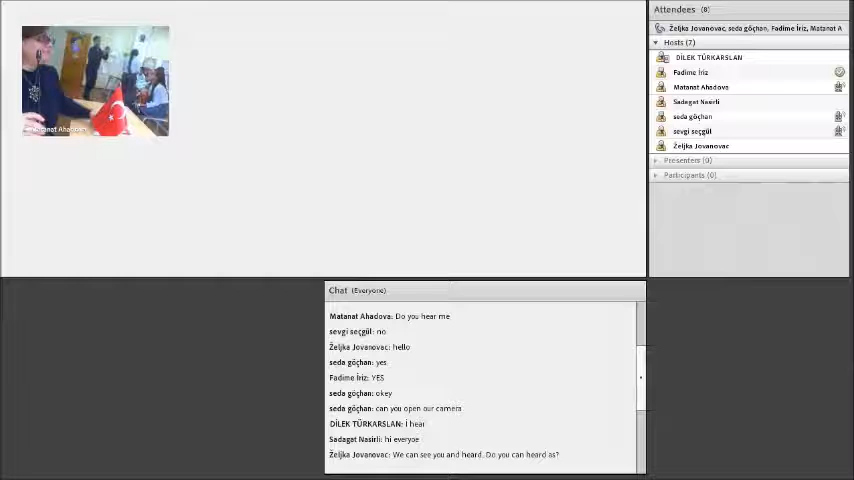 Attendees (8)
Željka Jovanovac, seda göçhan, Fadime İriz, Matanat A
Hosts (7)
DİLEK TÜRKARSLAN
Fadime İriz
Matanat Ahadova
Sadagat Nasirli
seda göçhan
sevgi seçgül
Željka Jovanovac
Presenters (0)
Participants (0)
Matanat Ahadova
Chat (Everyone)
Matanat Ahadova: Do you hear me
sevgi seçgül: no
Željka Jovanovac: hello
seda göçhan: yes
Fadime İriz: YES
seda göçhan: okey
seda göçhan: can you open our camera
DİLEK TÜRKARSLAN: İ hear
Sadagat Nasirli: hi everyoe
Željka Jovanovac: We can see you and heard. Do you can heard as?